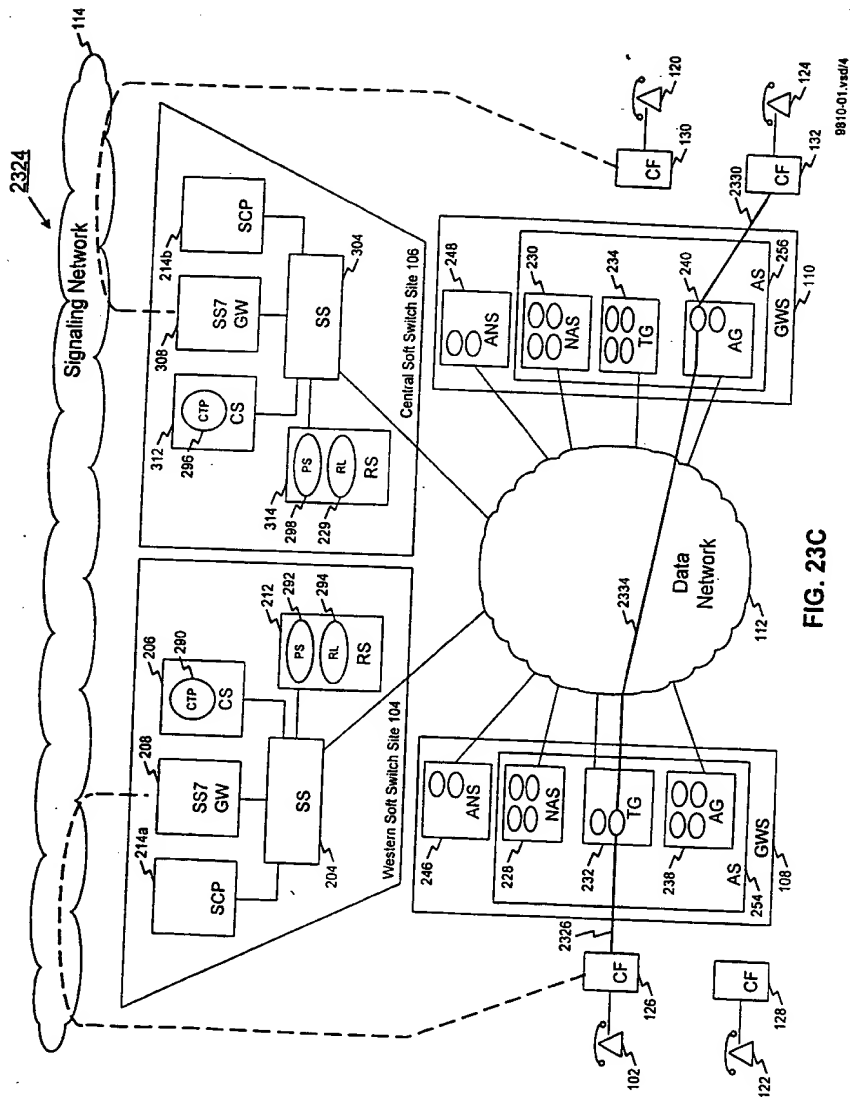 2324
114
Signaling Network
214a
SCP
208
SS7
GW
206
290
CTP
CS
212
292
PS
294
RL
RS
SS
204
Western Soft Switch Site 104
312
CTP
296
CS
308
SS7
GW
214b
SCP
SS
304
314
PS
298
RL
229
RS
Central Soft Switch Site 106
246
ANS
228
NAS
232
TG
238
AG
AS
254
GWS
108
2326
CF
126
102
CF
128
122
Data
Network
112
2334
248
ANS
230
NAS
234
TG
240
AG
AS
256
GWS
110
2330
CF
130
120
CF
132
124
FIG. 23C
9810-01.vsd/4